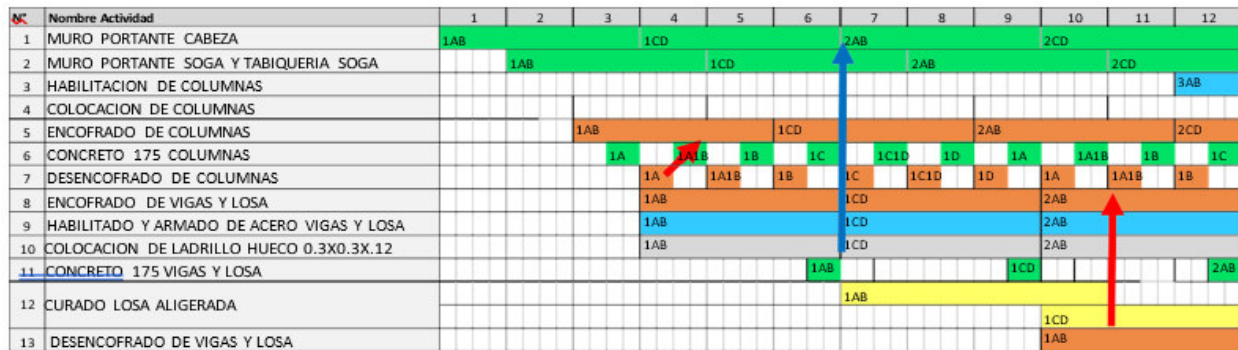 N° Nombre Actividad 1 2 3 4 5 6 7 8 9 10 11 12
1 MURO PORTANTE CABEZA 1AB 1CD 2AB 2CD
2 MURO PORTANTE SOGA Y TABIQUERIA SOGA 1AB 1CD 2AB 2CD
3 HABILITACION DE COLUMNAS 3AB
4 COLOCACION DE COLUMNAS
5 ENCOFRADO DE COLUMNAS 1AB 1CD 2AB 2CD
6 CONCRETO 175 COLUMNAS 1A 1A1B 1B 1C 1C1D 1D 1A 1A1B 1B 1C
7 DESENCOFRADO DE COLUMNAS 1A 1A1B 1B 1C 1C1D 1D 1A 1A1B 1B
8 ENCOFRADO DE VIGAS Y LOSA 1AB 1CD 2AB
9 HABILITADO Y ARMADO DE ACERO VIGAS Y LOSA 1AB 1CD 2AB
10 COLOCACION DE LADRILLO HUECO 0.3X0.3X.12 1AB 1CD 2AB
11 CONCRETO 175 VIGAS Y LOSA 1AB 1CD 2AB
12 CURADO LOSA ALIGERADA 1AB
1CD
13 DESENCOFRADO DE VIGAS Y LOSA 1AB